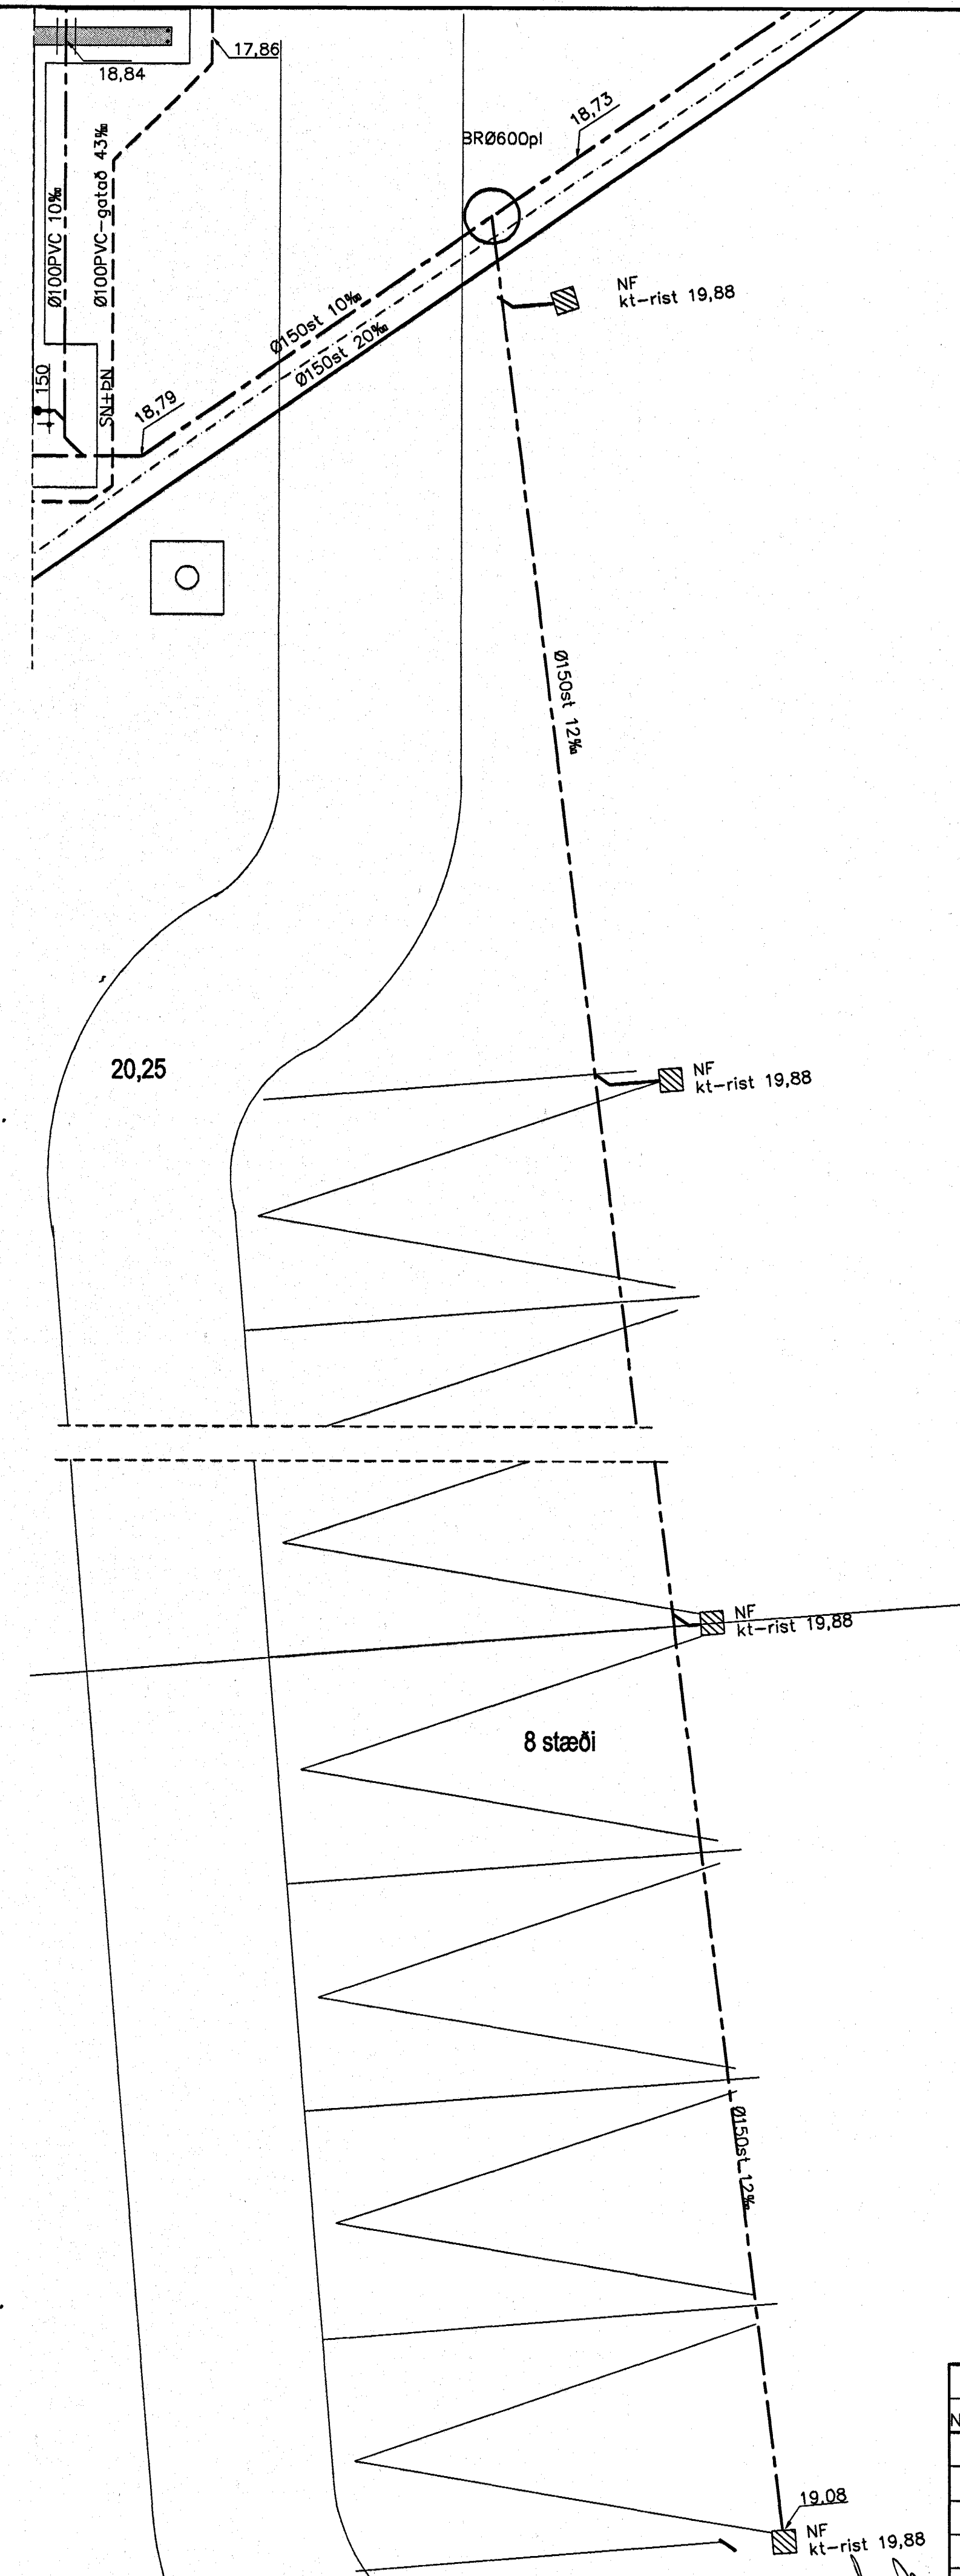 17,86
18,84
18,73
BRØ600pl
Ø100PVC 10‰
Ø100PVC-gatað 43‰
NF
kt-rist 19,88
Ø150st 10‰
Ø150st 20‰
150
SN+ÞN
18,79
Ø150st 12‰
20,25
NF
kt-rist 19,88
NF
kt-rist 19,88
8 stæði
Ø150st 12‰
19.08
NF
kt-rist 19,88
N